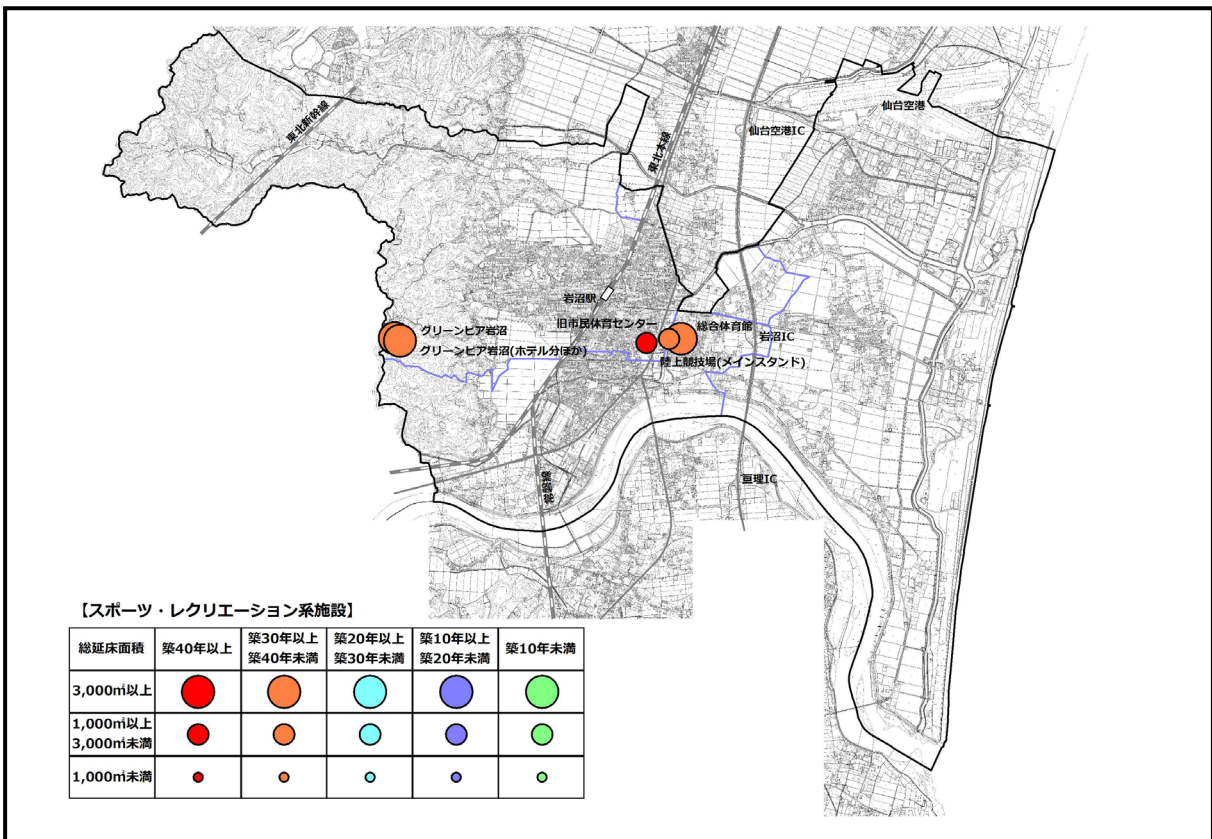 東北新幹線
東北本線
仙台空港
仙台空港IC
岩沼駅
旧市民体育センター
総合体育館
岩沼IC
グリーンピア岩沼
グリーンピア岩沼(ホテル分ほか)
陸上競技場(メインスタンド)
常磐線
亘理IC
【スポーツ・レクリエーション系施設】
総延床面積
築40年以上
築30年以上
築40年未満
築20年以上
築30年未満
築10年以上
築20年未満
築10年未満
3,000㎡以上
1,000㎡以上
3,000㎡未満
1,000㎡未満